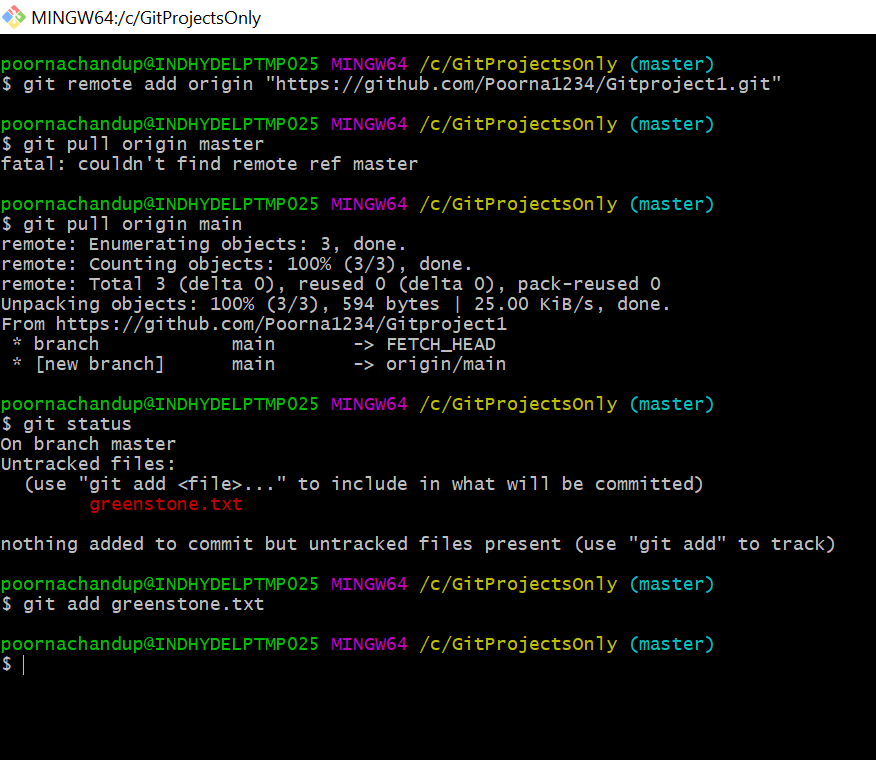 MINGW64:/c/GitProjectsOnly
poornachandup@INDHYDELPTMP025 MINGW64 /c/GitProjectsOnly (master)
$ git remote add origin "https://github.com/Poorna1234/Gitproject1.git"
poornachandup@INDHYDELPTMP025 MINGW64 /c/GitProjectsOnly (master)
$ git pull origin master
fatal: couldn't find remote ref master
poornachandup@INDHYDELPTMP025 MINGW64 /c/GitProjectsOnly (master)
$ git pull origin main
remote: Enumerating objects: 3, done.
remote: Counting objects: 100% (3/3), done.
remote: Total 3 (delta 0), reused 0 (delta 0), pack-reused 0
Unpacking objects: 100% (3/3), 594 bytes | 25.00 KiB/s, done.
From https://github.com/Poorna1234/Gitproject1
 * branch            main       -> FETCH_HEAD
 * [new branch]      main       -> origin/main
poornachandup@INDHYDELPTMP025 MINGW64 /c/GitProjectsOnly (master)
$ git status
On branch master
Untracked files:
  (use "git add <file>..." to include in what will be committed)
        greenstone.txt
nothing added to commit but untracked files present (use "git add" to track)
poornachandup@INDHYDELPTMP025 MINGW64 /c/GitProjectsOnly (master)
$ git add greenstone.txt
poornachandup@INDHYDELPTMP025 MINGW64 /c/GitProjectsOnly (master)
$